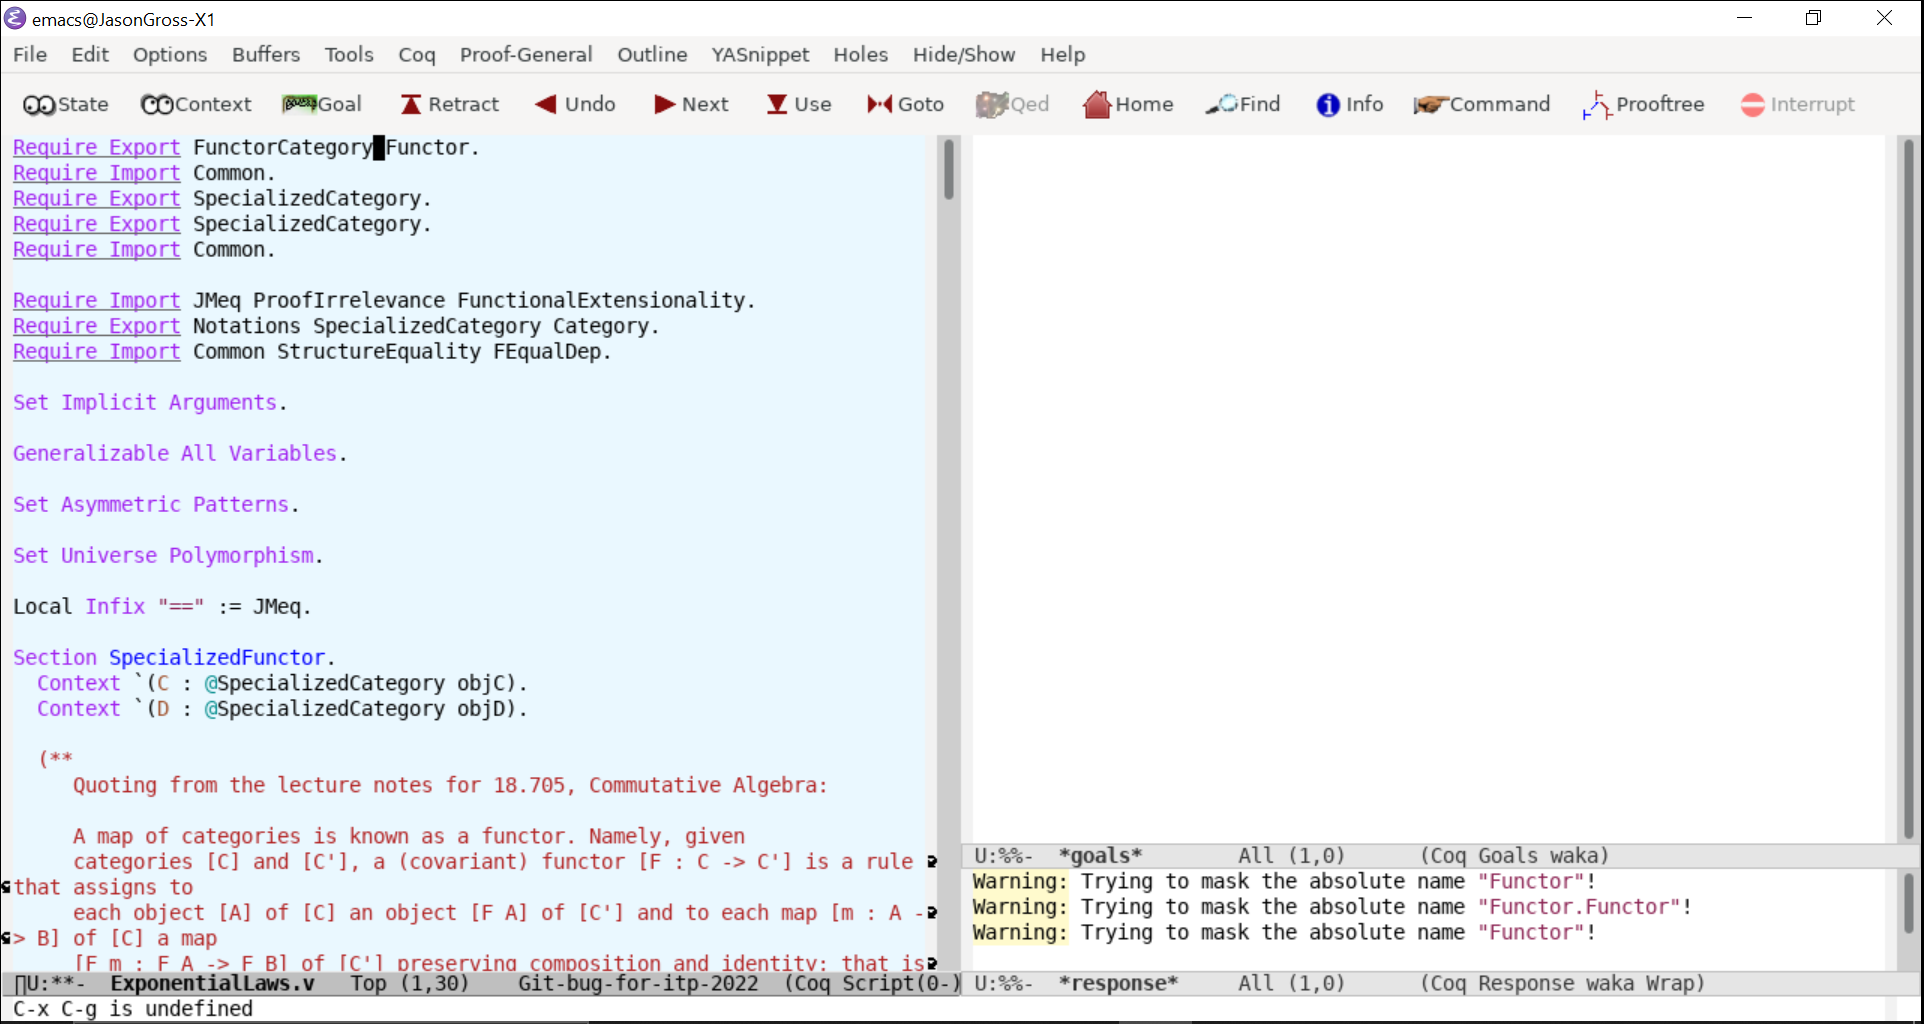 emacs@JasonGross-X1
File Edit Options Buffers Tools Coq Proof-General Outline YASnippet Holes Hide/Show Help
State Context Goal Retract Undo Next Use Goto Qed Home Find Info Command Prooftree Interrupt
Require Export FunctorCategory Functor.
Require Import Common.
Require Export SpecializedCategory.
Require Export SpecializedCategory.
Require Import Common.
Require Import JMeq ProofIrrelevance FunctionalExtensionality.
Require Export Notations SpecializedCategory Category.
Require Import Common StructureEquality FEqualDep.
Set Implicit Arguments.
Generalizable All Variables.
Set Asymmetric Patterns.
Set Universe Polymorphism.
Local Infix "==" := JMeq.
Section SpecializedFunctor.
Context `(C : @SpecializedCategory objC).
Context `(D : @SpecializedCategory objD).
(**
Quoting from the lecture notes for 18.705, Commutative Algebra:
A map of categories is known as a functor. Namely, given
categories [C] and [C'], a (covariant) functor [F : C -> C'] is a rule
that assigns to
each object [A] of [C] an object [F A] of [C'] and to each map [m : A -
> B] of [C] a map
[F m : F A -> F B] of [C'] preserving composition and identity; that is
U:**- ExponentialLaws.v Top (1,30) Git-bug-for-itp-2022 (Coq Script(0-)
C-x C-g is undefined
U:%%- *goals* All (1,0) (Coq Goals waka)
Warning: Trying to mask the absolute name "Functor"!
Warning: Trying to mask the absolute name "Functor.Functor"!
Warning: Trying to mask the absolute name "Functor"!
U:%%- *response* All (1,0) (Coq Response waka Wrap)